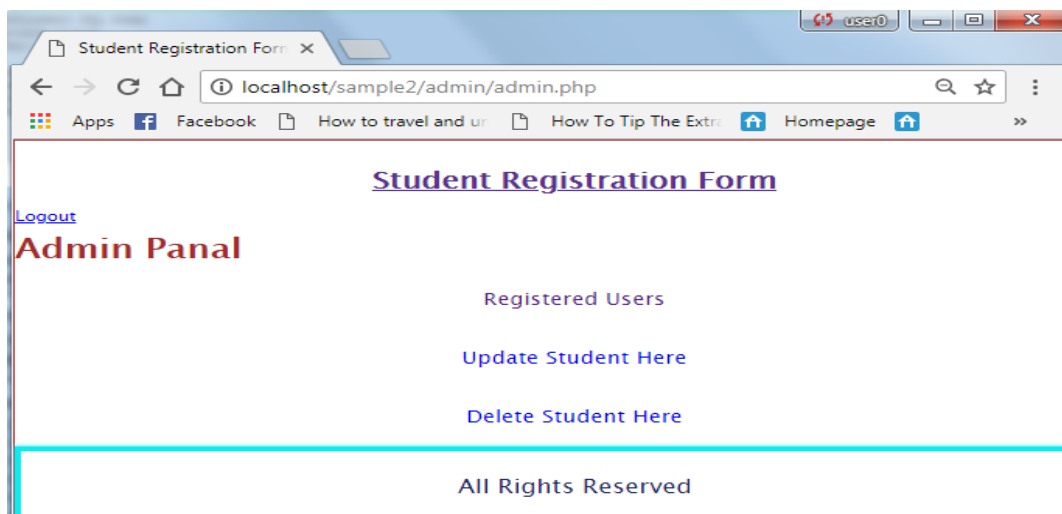 user0
Student Registration Form
localhost/sample2/admin/admin.php
Apps Facebook How to travel and How To Tip The Extra Homepage
Student Registration Form
Logout
Admin Panal
Registered Users
Update Student Here
Delete Student Here
All Rights Reserved